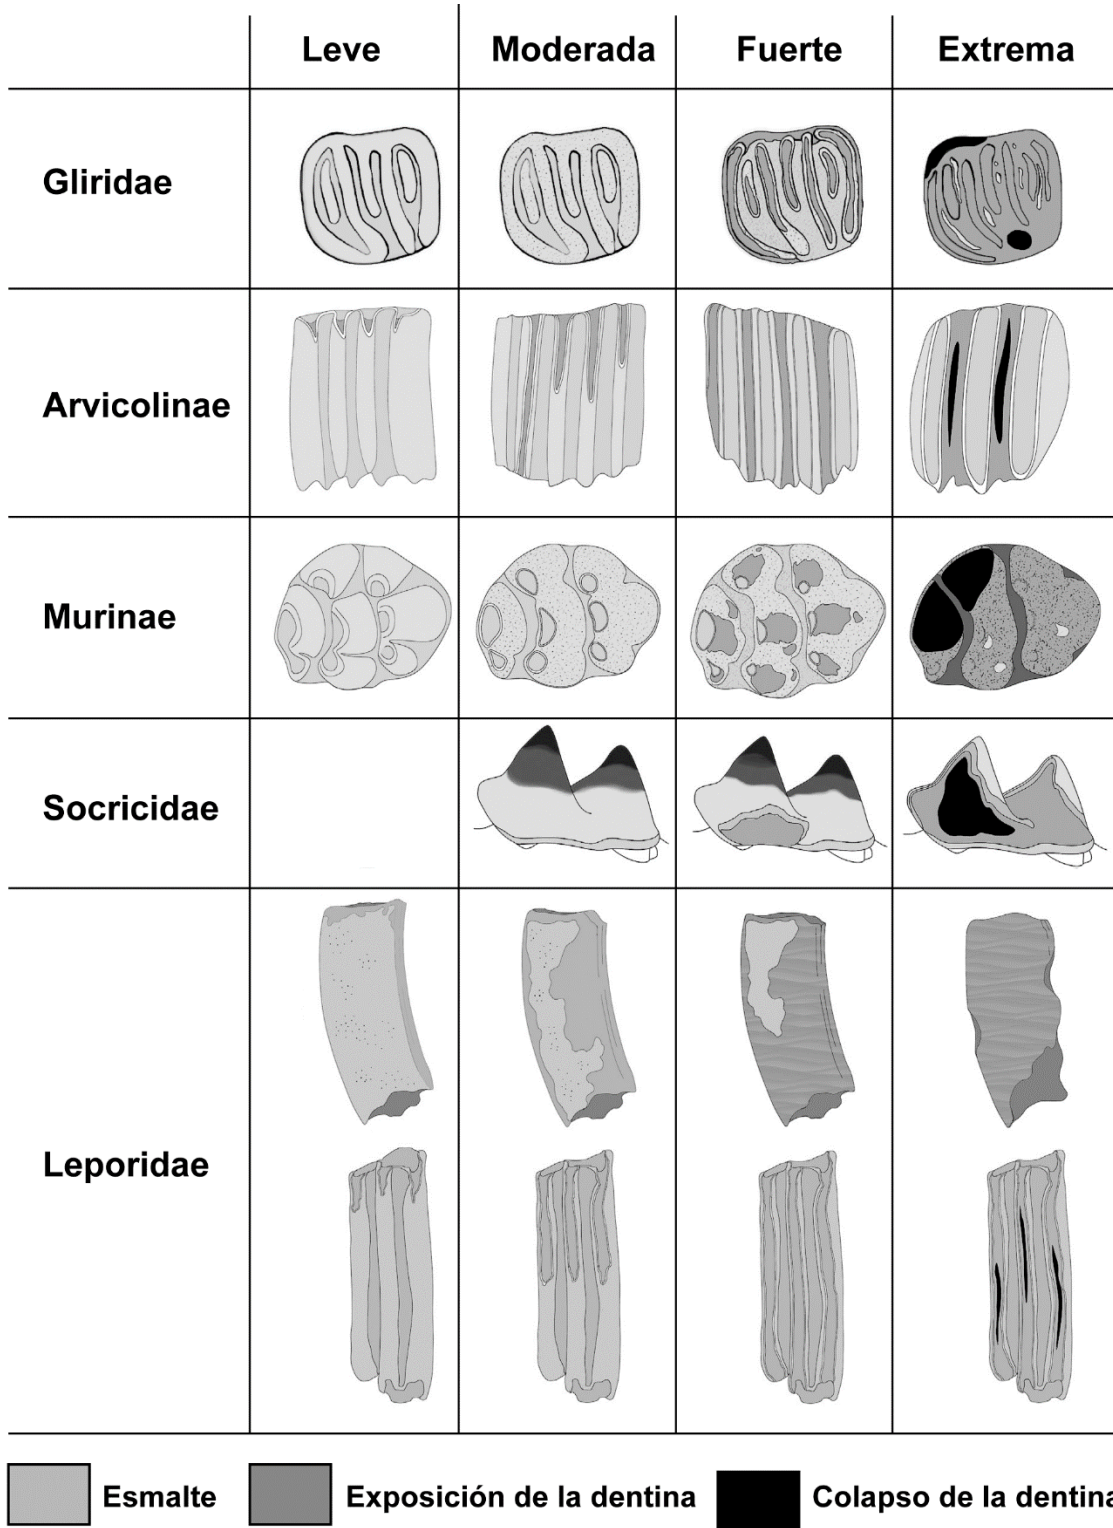 Leve Moderada Fuerte Extrema
Gliridae
Arvicolinae
Murinae
Socricidae
Leporidae
Esmalte Exposición de la dentina Colapso de la dentina